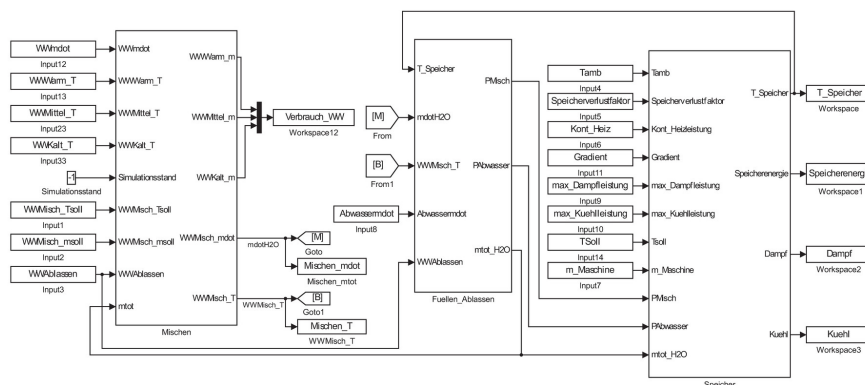 WWmdot
Input12
WWWarm_T
Input13
WWMittel_T
Input23
WWKalt_T
Input33
-1
Simulationsstand
WWMisch_Tsoll
Input1
WWMisch_msoll
Input2
WWAblassen
Input3
WWmdot
WWWarm_T
WWMittel_T
WWKalt_T
Simulationsstand
WWMisch_Tsoll
WWMisch_msoll
WWAblassen
mtot
WWWarm_m
WWMittel_m
WWKalt_m
WWMisch_mdot
WWMisch_T
Mischen
Verbrauch_WW
Workspace12
mdotH2O
[M]
Goto
Mischen_mdot
Mischen_mtot
WWMisch_T
[B]
Goto1
Mischen_T
WWMisch_T
[M]
From
[B]
From1
Abwassermdot
Input8
T_Speicher
mdotH2O
WWMisch_T
Abwassermdot
WWAblassen
PMisch
PAbwasser
mtot_H2O
Fuellen_Ablassen
Tamb
Input4
Speicherverlustfaktor
Input5
Kont_Heiz
Input6
Gradient
Input11
max_Dampfleistung
Input9
max_Kuehlleistung
Input10
TSoll
Input14
m_Maschine
Input7
Tamb
Speicherverlustfaktor
Kont_Heizleistung
Gradient
max_Dampfleistung
max_Kuehlleistung
Tsoll
m_Maschine
PMisch
PAbwasser
mtot_H2O
T_Speicher
Speicherenergie
Dampf
Kuehl
Speicher
T_Speicher
Workspace
Speicherenerg
Workspace1
Dampf
Workspace2
Kuehl
Workspace3